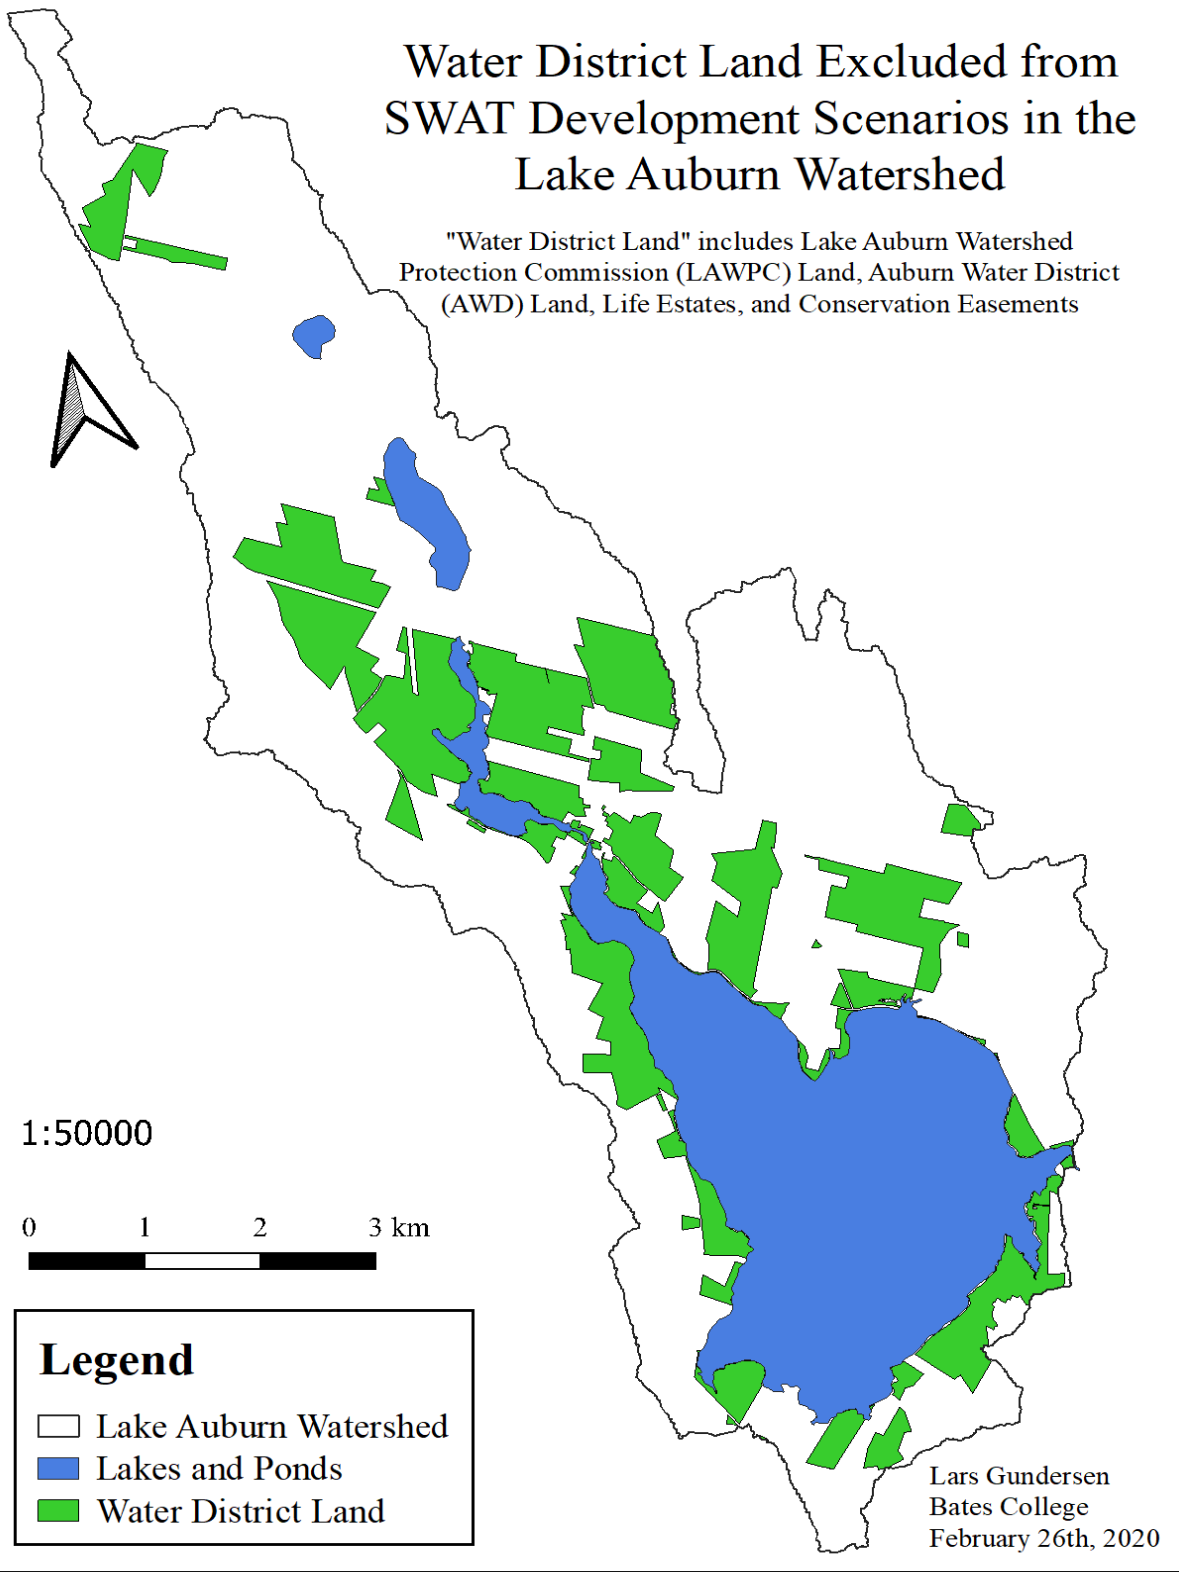 Water District Land Excluded from
SWAT Development Scenarios in the
Lake Auburn Watershed
"Water District Land" includes Lake Auburn Watershed
Protection Commission (LAWPC) Land, Auburn Water District
(AWD) Land, Life Estates, and Conservation Easements
1:50000
0 1 2 3 km
Legend
Lake Auburn Watershed
Lakes and Ponds
Water District Land
Lars Gundersen
Bates College
February 26th, 2020